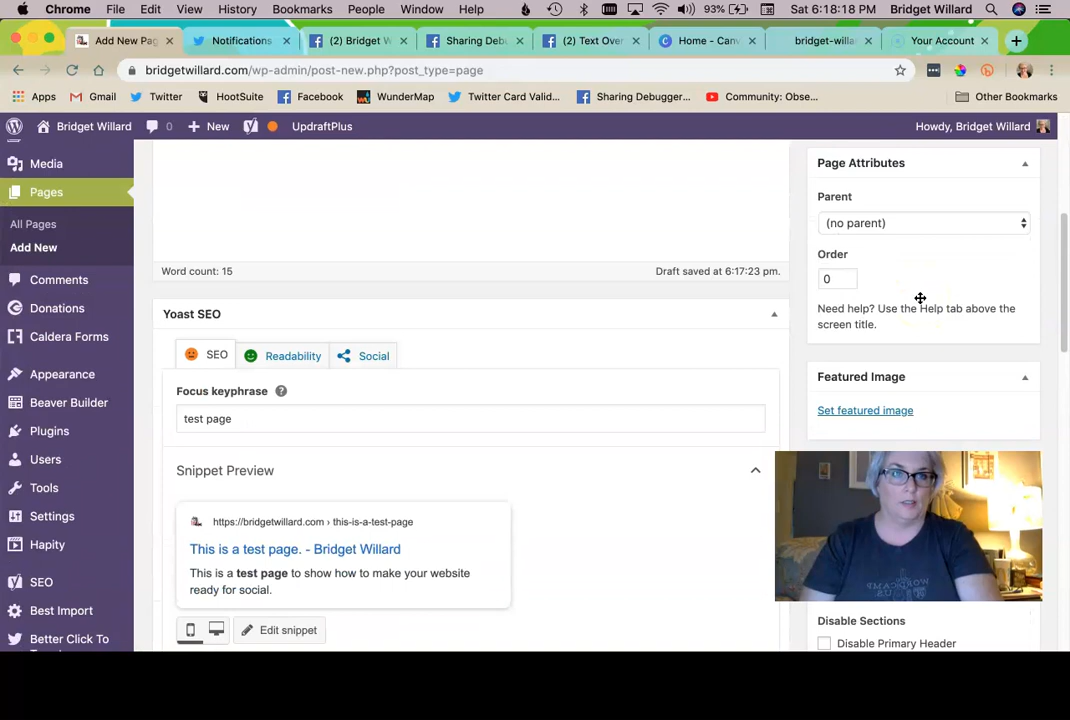 Chrome File Edit View History Bookmarks People Window Help 93% Sat 6:18:18 PM Bridget Willard
Add New Pag Notifications (2) Bridget W Sharing Deb (2) Text Over Home - Can bridget-willa Your Account
bridgetwillard.com/wp-admin/post-new.php?post_type=page
Apps Gmail Twitter HootSuite Facebook WunderMap Twitter Card Valid... Sharing Debugger... Community: Obse... Other Bookmarks
Bridget Willard 0 New UpdraftPlus Howdy, Bridget Willard
Media
Pages
All Pages
Add New
Comments
Donations
Caldera Forms
Appearance
Beaver Builder
Plugins
Users
Tools
Settings
Hapity
SEO
Best Import
Better Click To
Word count: 15 Draft saved at 6:17:23 pm.
Yoast SEO
SEO Readability Social
Focus keyphrase ?
test page
Snippet Preview
https://bridgetwillard.com › this-is-a-test-page
This is a test page. - Bridget Willard
This is a test page to show how to make your website
ready for social.
Edit snippet
Page Attributes
Parent
(no parent)
Order
0
Need help? Use the Help tab above the
screen title.
Featured Image
Set featured image
WORDCAMP
US
Disable Sections
Disable Primary Header